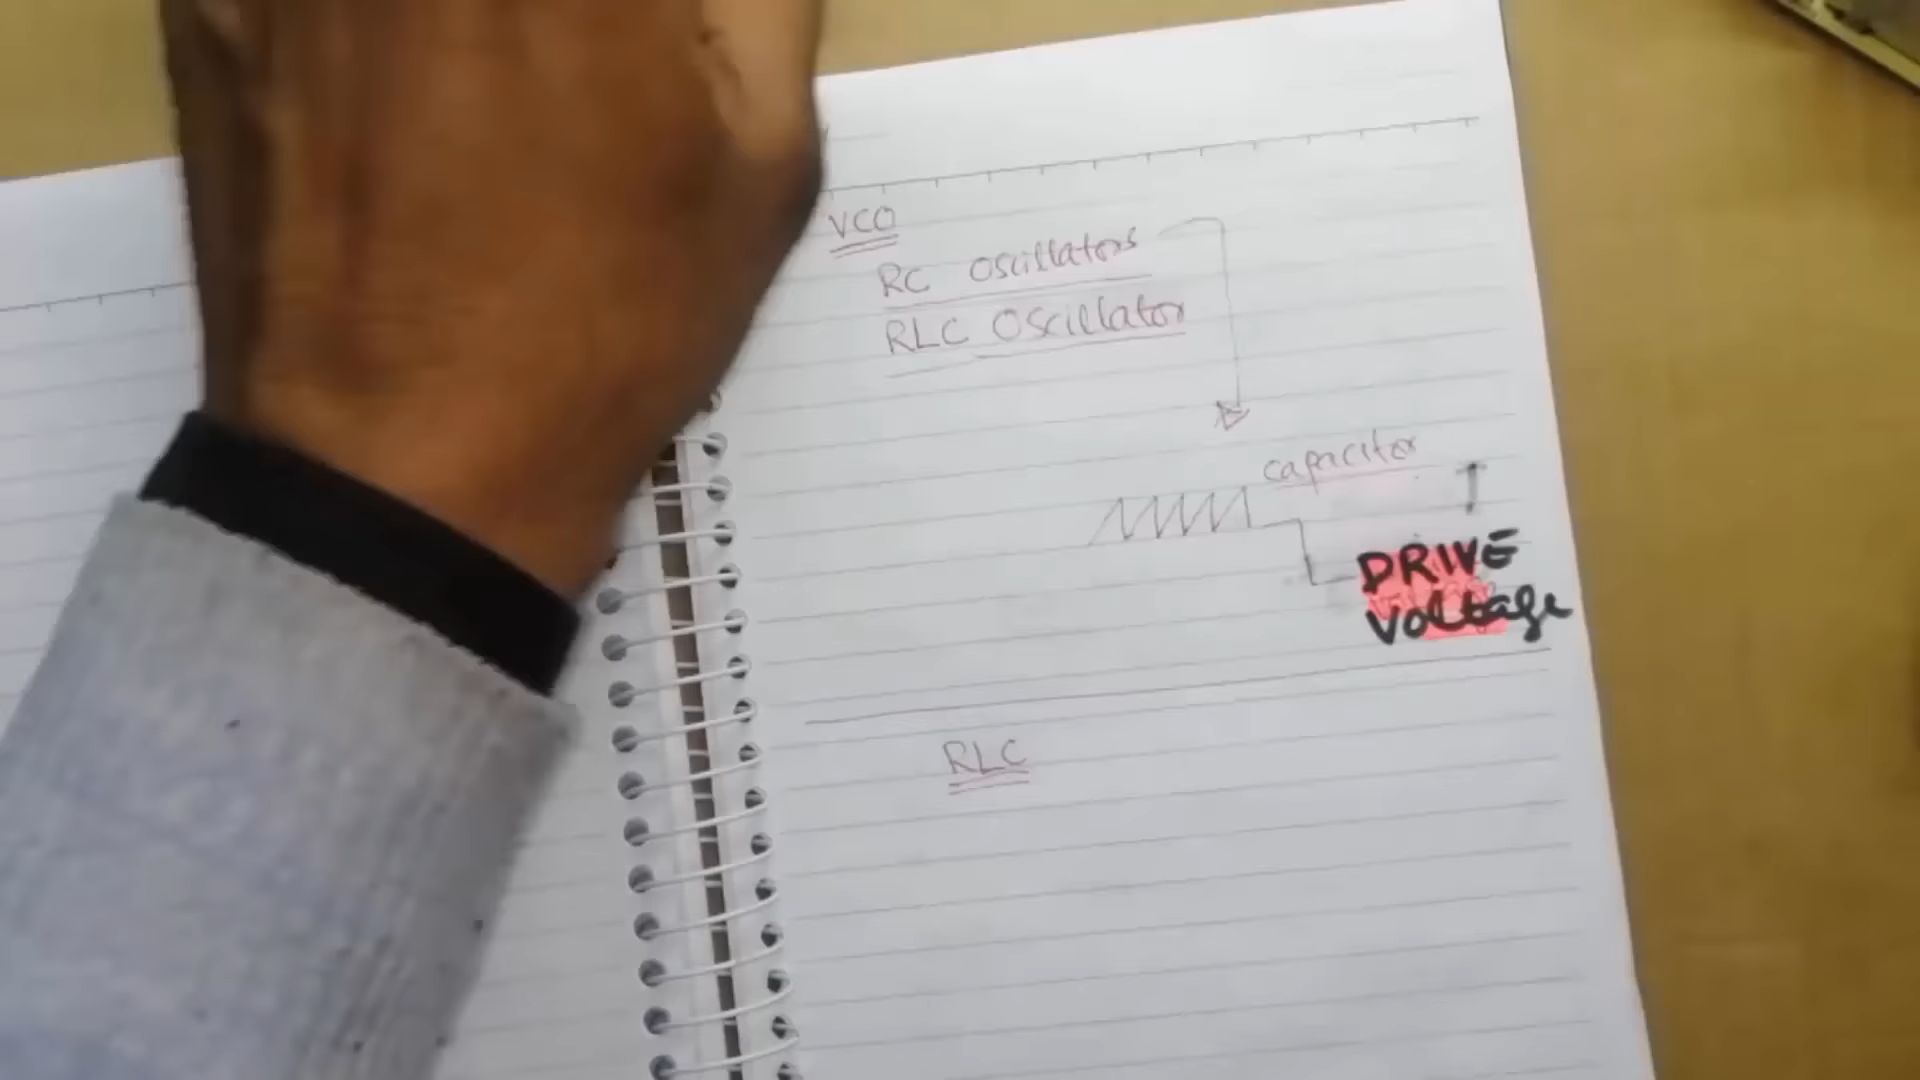 VCO
RC Oscillators
RLC Oscillator
capacitor
DRIVE
Voltage
RLC